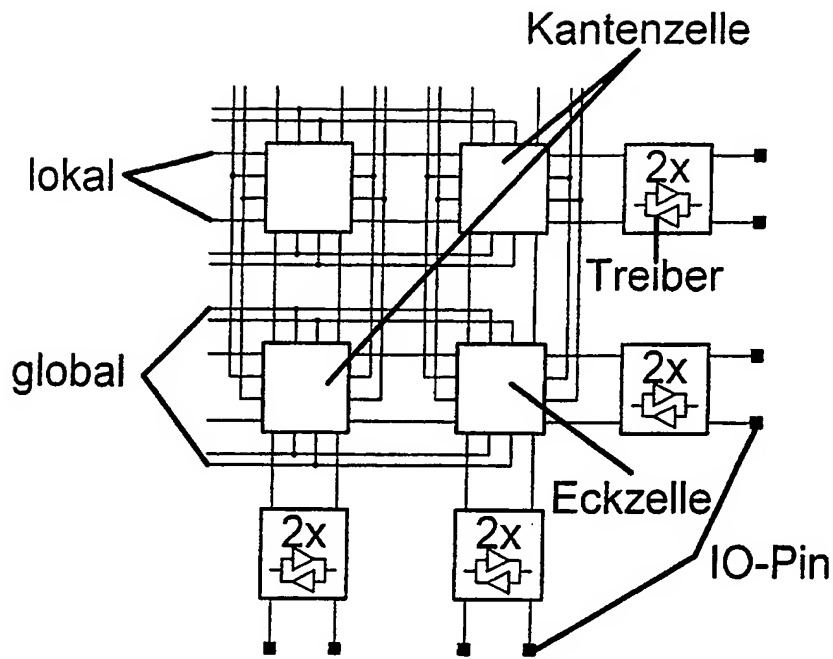 Kantenzelle
lokal
2x
Treiber
global
2x
Eckzelle
2x
2x
IO-Pin